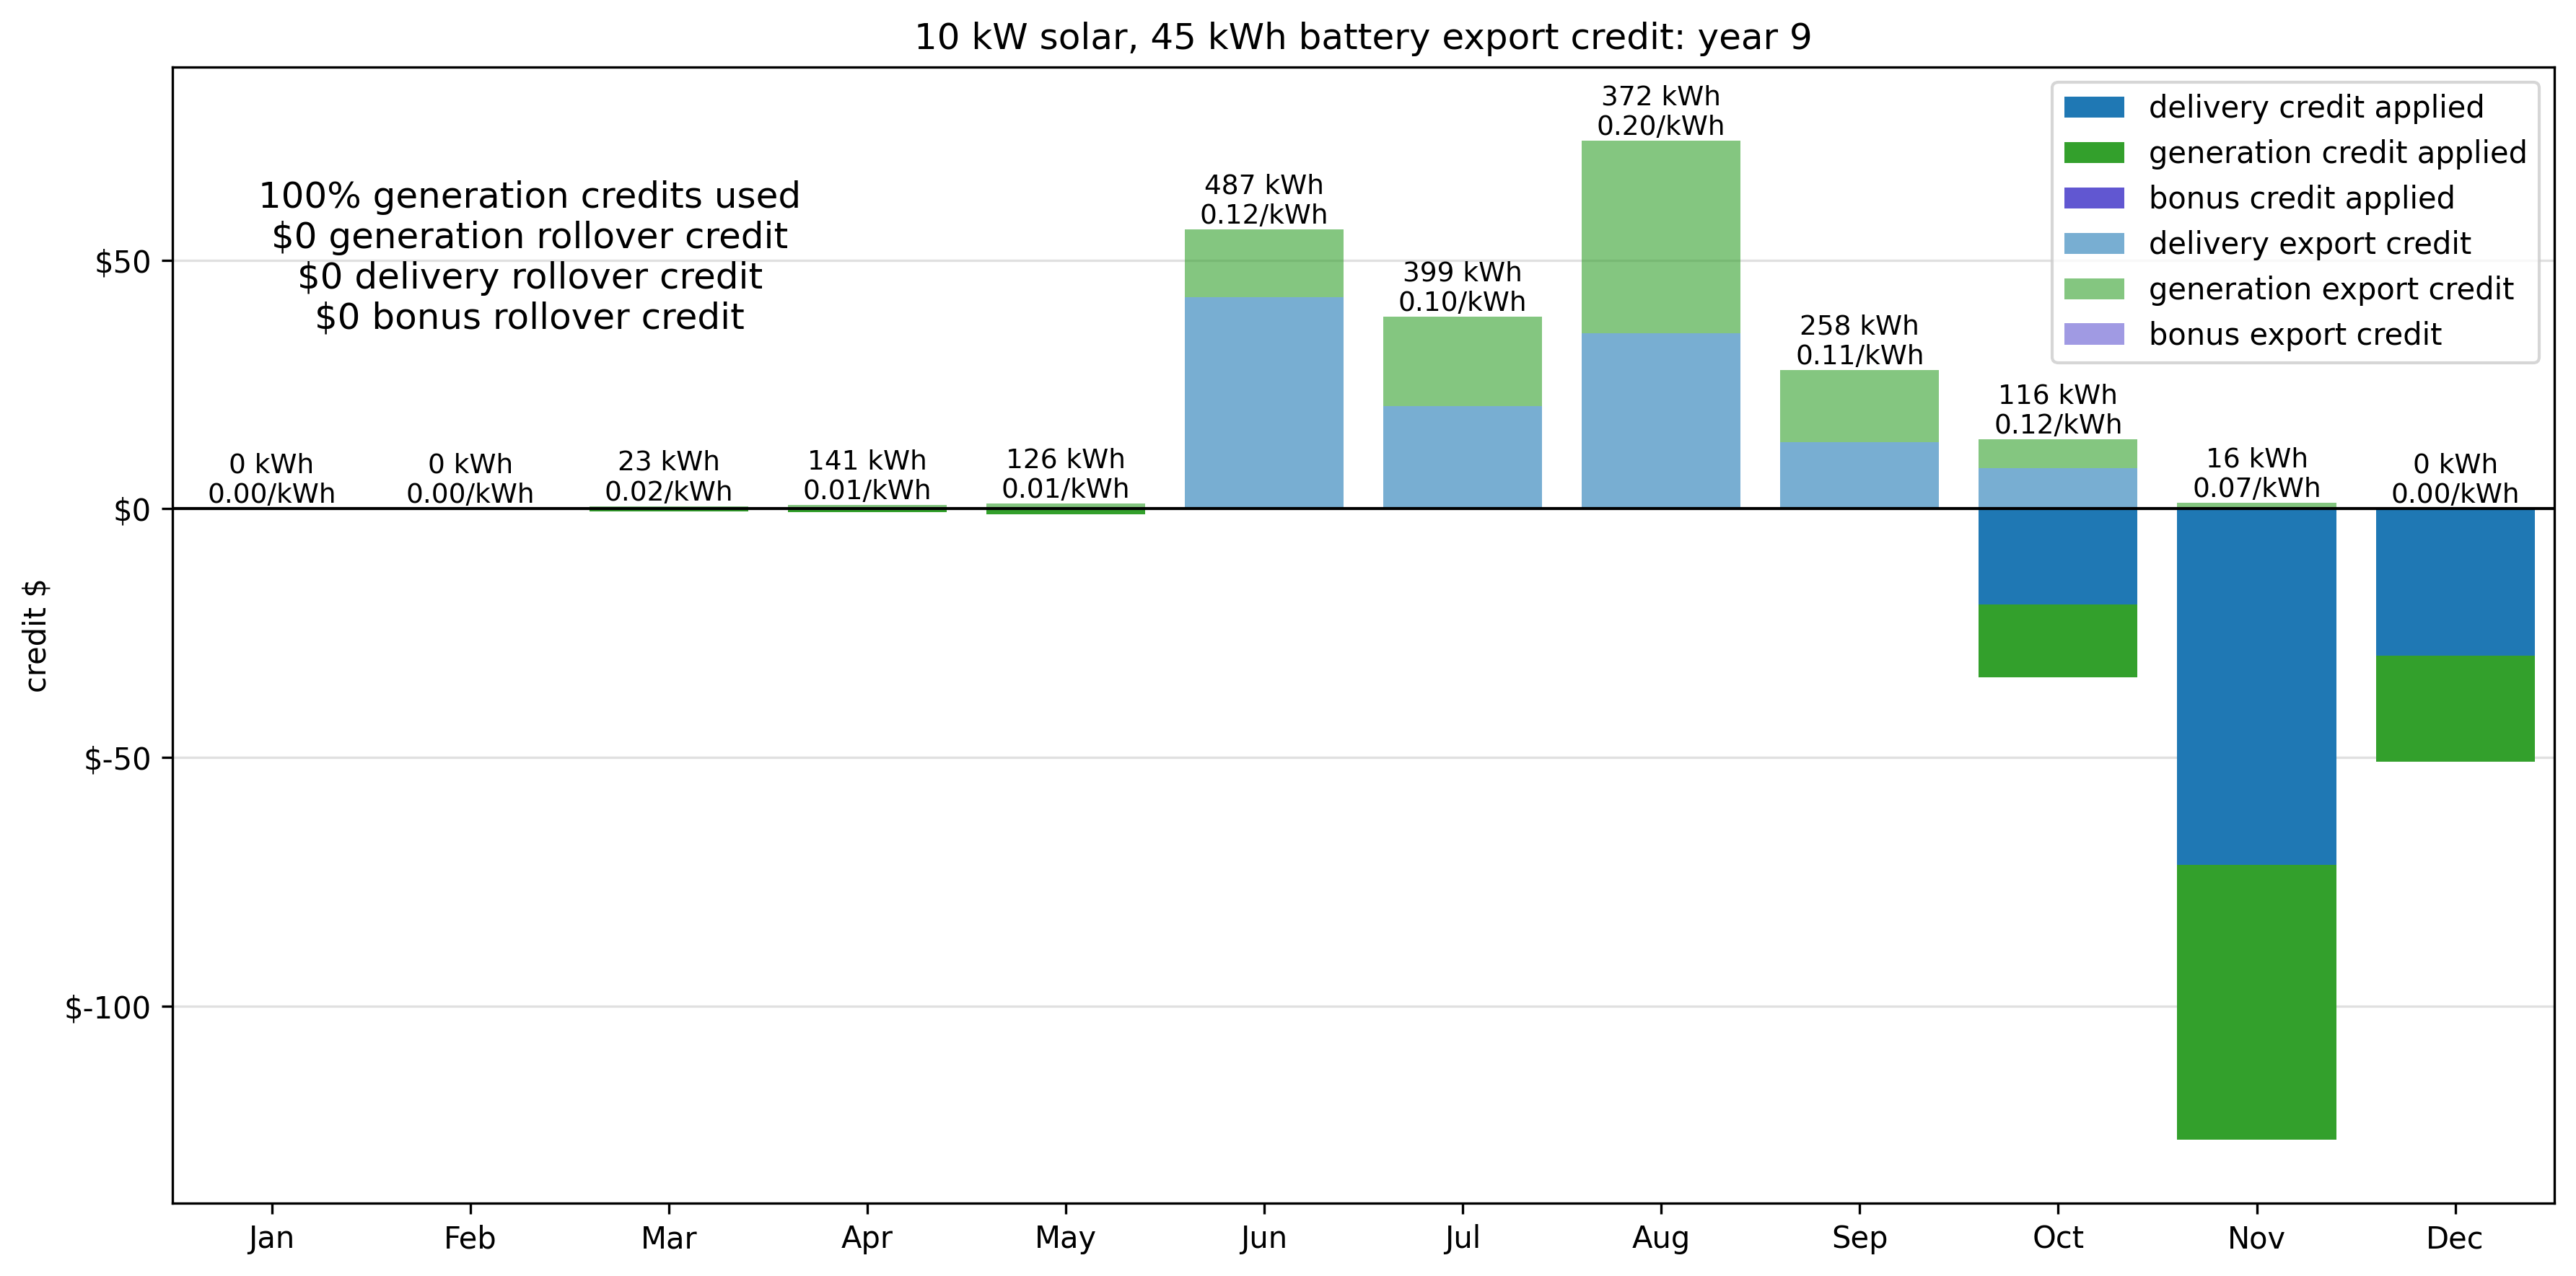 10 kW solar, 45 kWh battery export credit: year 9
delivery credit applied
generation credit applied
bonus credit applied
delivery export credit
generation export credit
bonus export credit
100% generation credits used
$0 generation rollover credit
$0 delivery rollover credit
$0 bonus rollover credit
credit $
$50
$0
$-50
$-100
0 kWh
0.00/kWh
0 kWh
0.00/kWh
23 kWh
0.02/kWh
141 kWh
0.01/kWh
126 kWh
0.01/kWh
487 kWh
0.12/kWh
399 kWh
0.10/kWh
372 kWh
0.20/kWh
258 kWh
0.11/kWh
116 kWh
0.12/kWh
16 kWh
0.07/kWh
0 kWh
0.00/kWh
Jan Feb Mar Apr May Jun Jul Aug Sep Oct Nov Dec